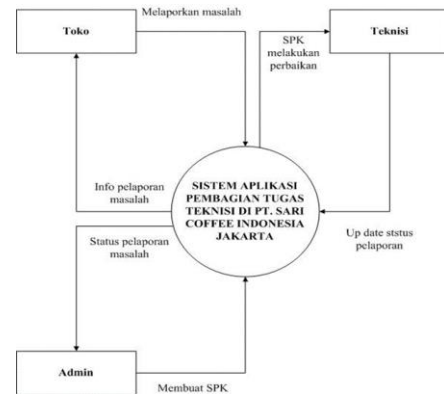 Melaporkan masalah
Toko
Teknisi
SPK
melakukan
perbaikan
Info pelaporan
masalah
SISTEM APLIKASI
PEMBAGIAN TUGAS
TEKNISI DI PT. SARI
COFFEE INDONESIA
JAKARTA
Status pelaporan
masalah
Up date ststus
pelaporan
Admin
Membuat SPK